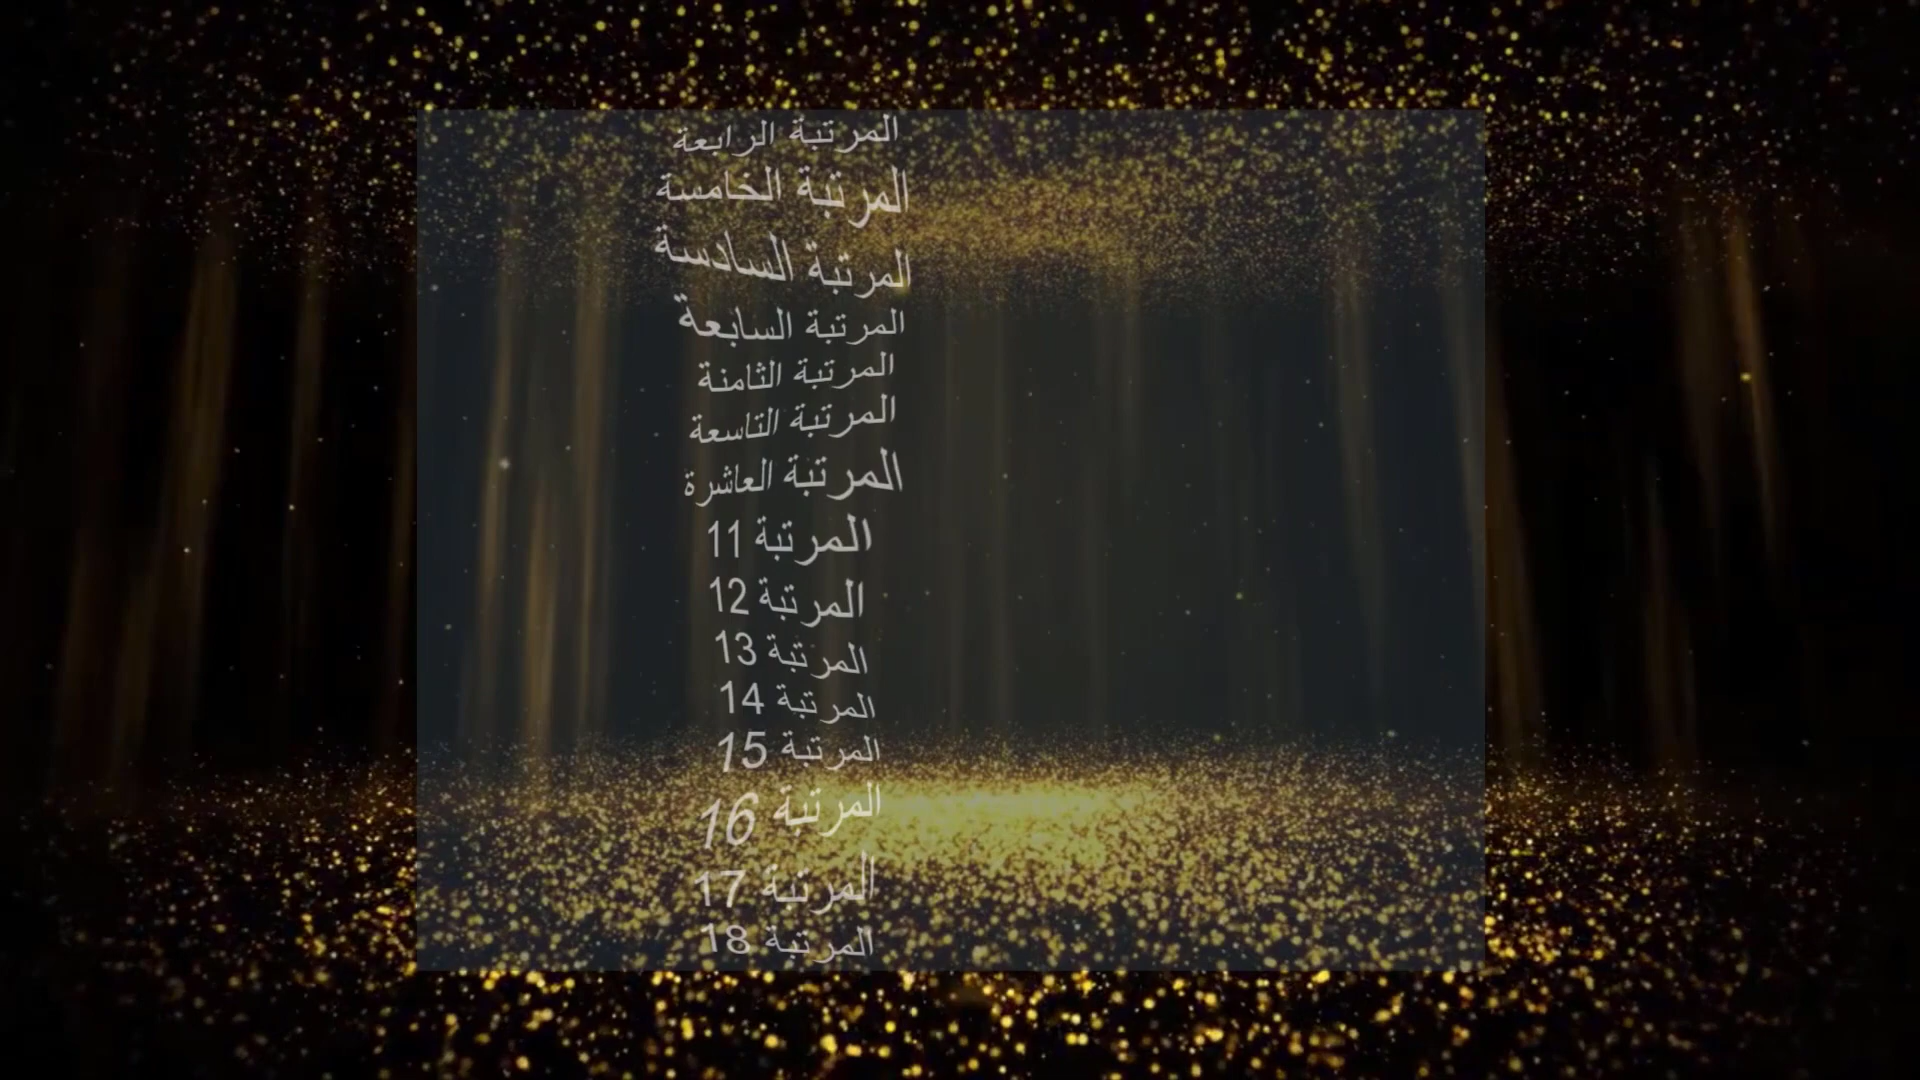 المرتبة الرابعة
المرتبة الخامسة
المرتبة السادسة
المرتبة السابعة
المرتبة الثامنة
المرتبة التاسعة
المرتبة العاشرة
المرتبة 11
المرتبة 12
المرتبة 13
المرتبة 14
المرتبة 15
المرتبة 16
المرتبة 17
المرتبة 18